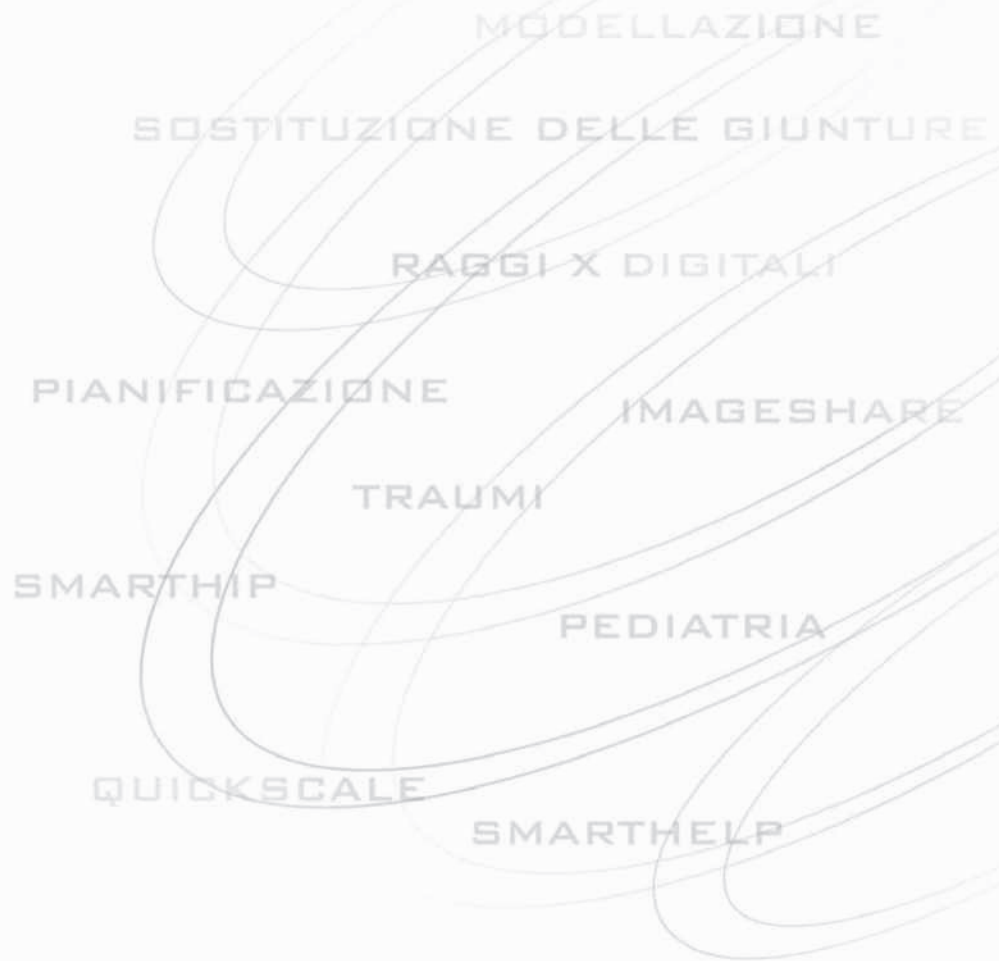 MODELLAZIONE
SOSTITUZIONE DELLE GIUNTURE
RAGGI X DIGITALI
PIANIFICAZIONE
IMAGESHARE
TRAUMI
SMARTHIP
PEDIATRIA
QUICKSCALE
SMARTHELP